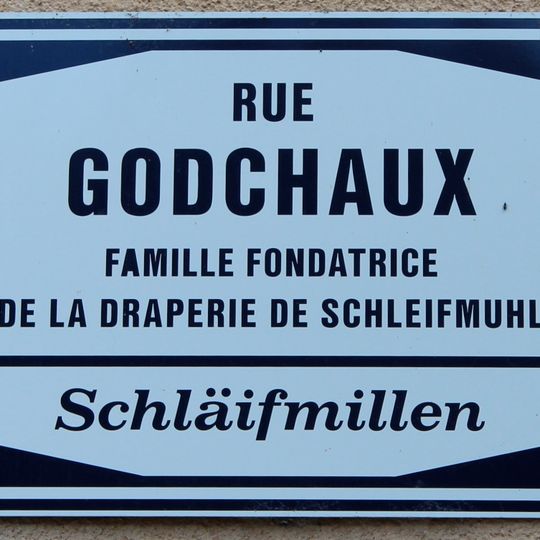 RUE
GODCHAUX
FAMILLE FONDATRICE
DE LA DRAPERIE DE SCHLEIFMUHL
Schläifmillen